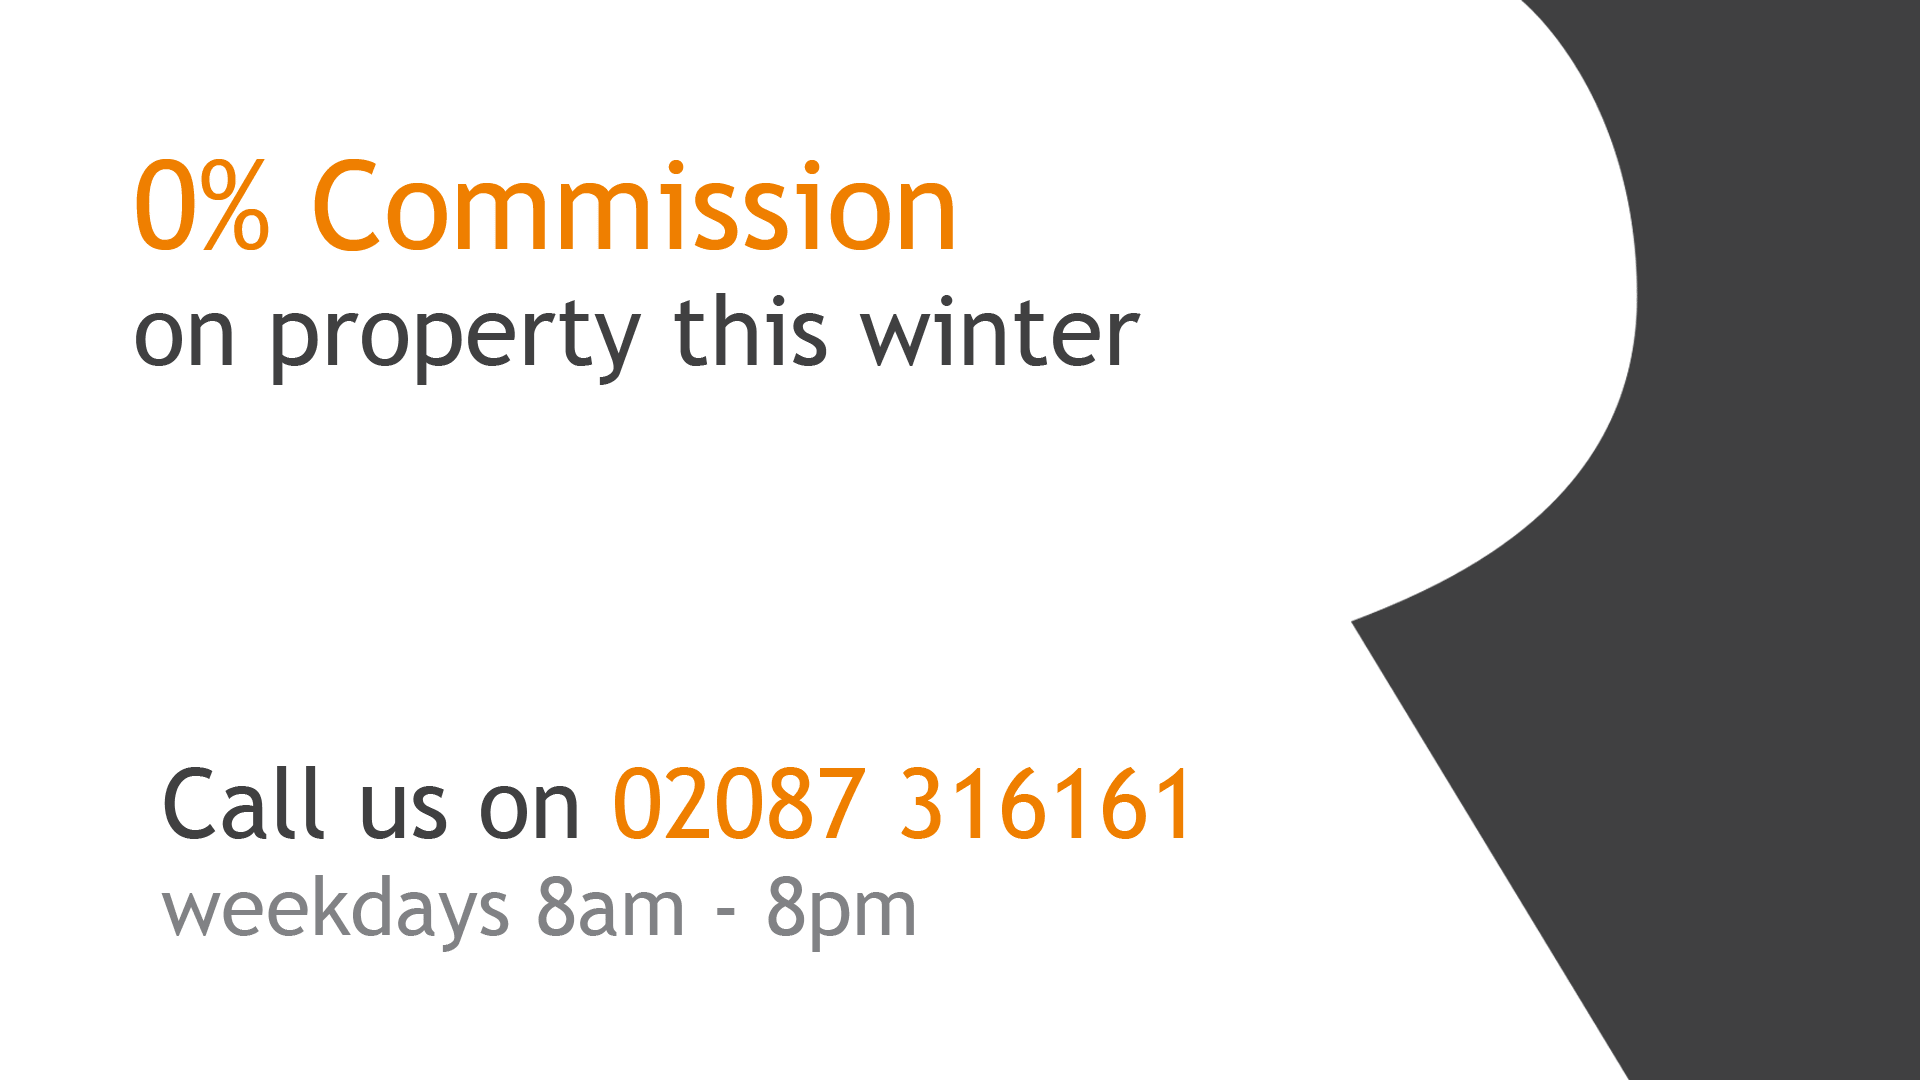 0% Commission
on property this winter
Call us on 02087 316161
weekdays 8am - 8pm